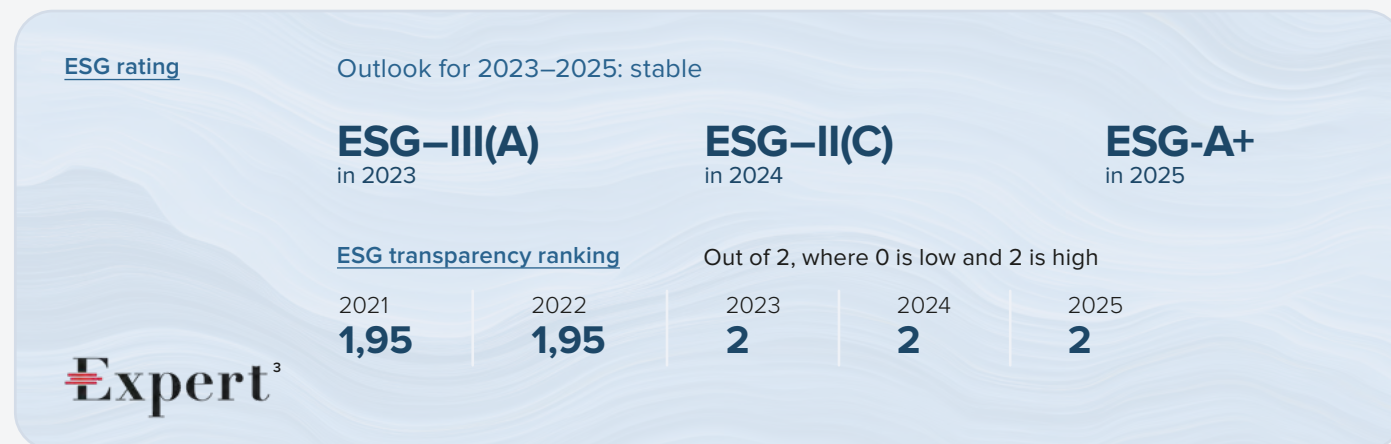 ESG rating
Outlook for 2023–2025: stable
ESG–III(A)
in 2023
ESG–II(C)
in 2024
ESG-A+
in 2025
ESG transparency ranking
Out of 2, where 0 is low and 2 is high
2021
1,95
2022
1,95
2023
2
2024
2
2025
2
Expert³